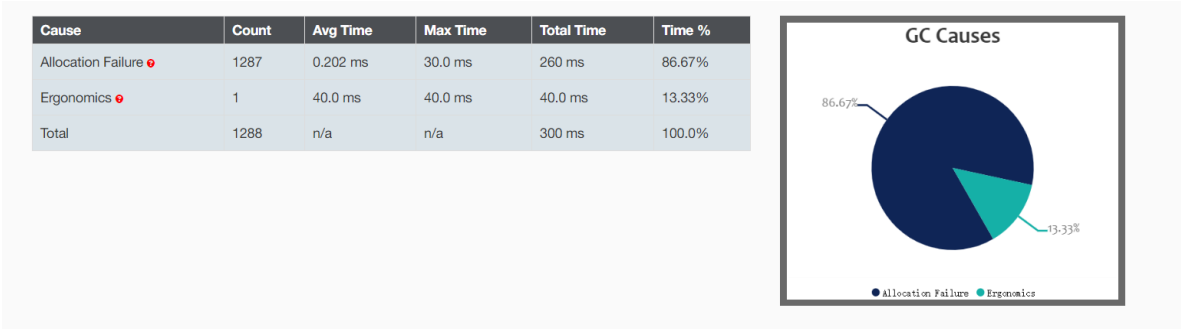 Cause Count Avg Time Max Time Total Time Time %
Allocation Failure 1287 0.202 ms 30.0 ms 260 ms 86.67%
Ergonomics 1 40.0 ms 40.0 ms 40.0 ms 13.33%
Total 1288 n/a n/a 300 ms 100.0%
GC Causes
86.67%
13.33%
Allocation Failure Ergonomics